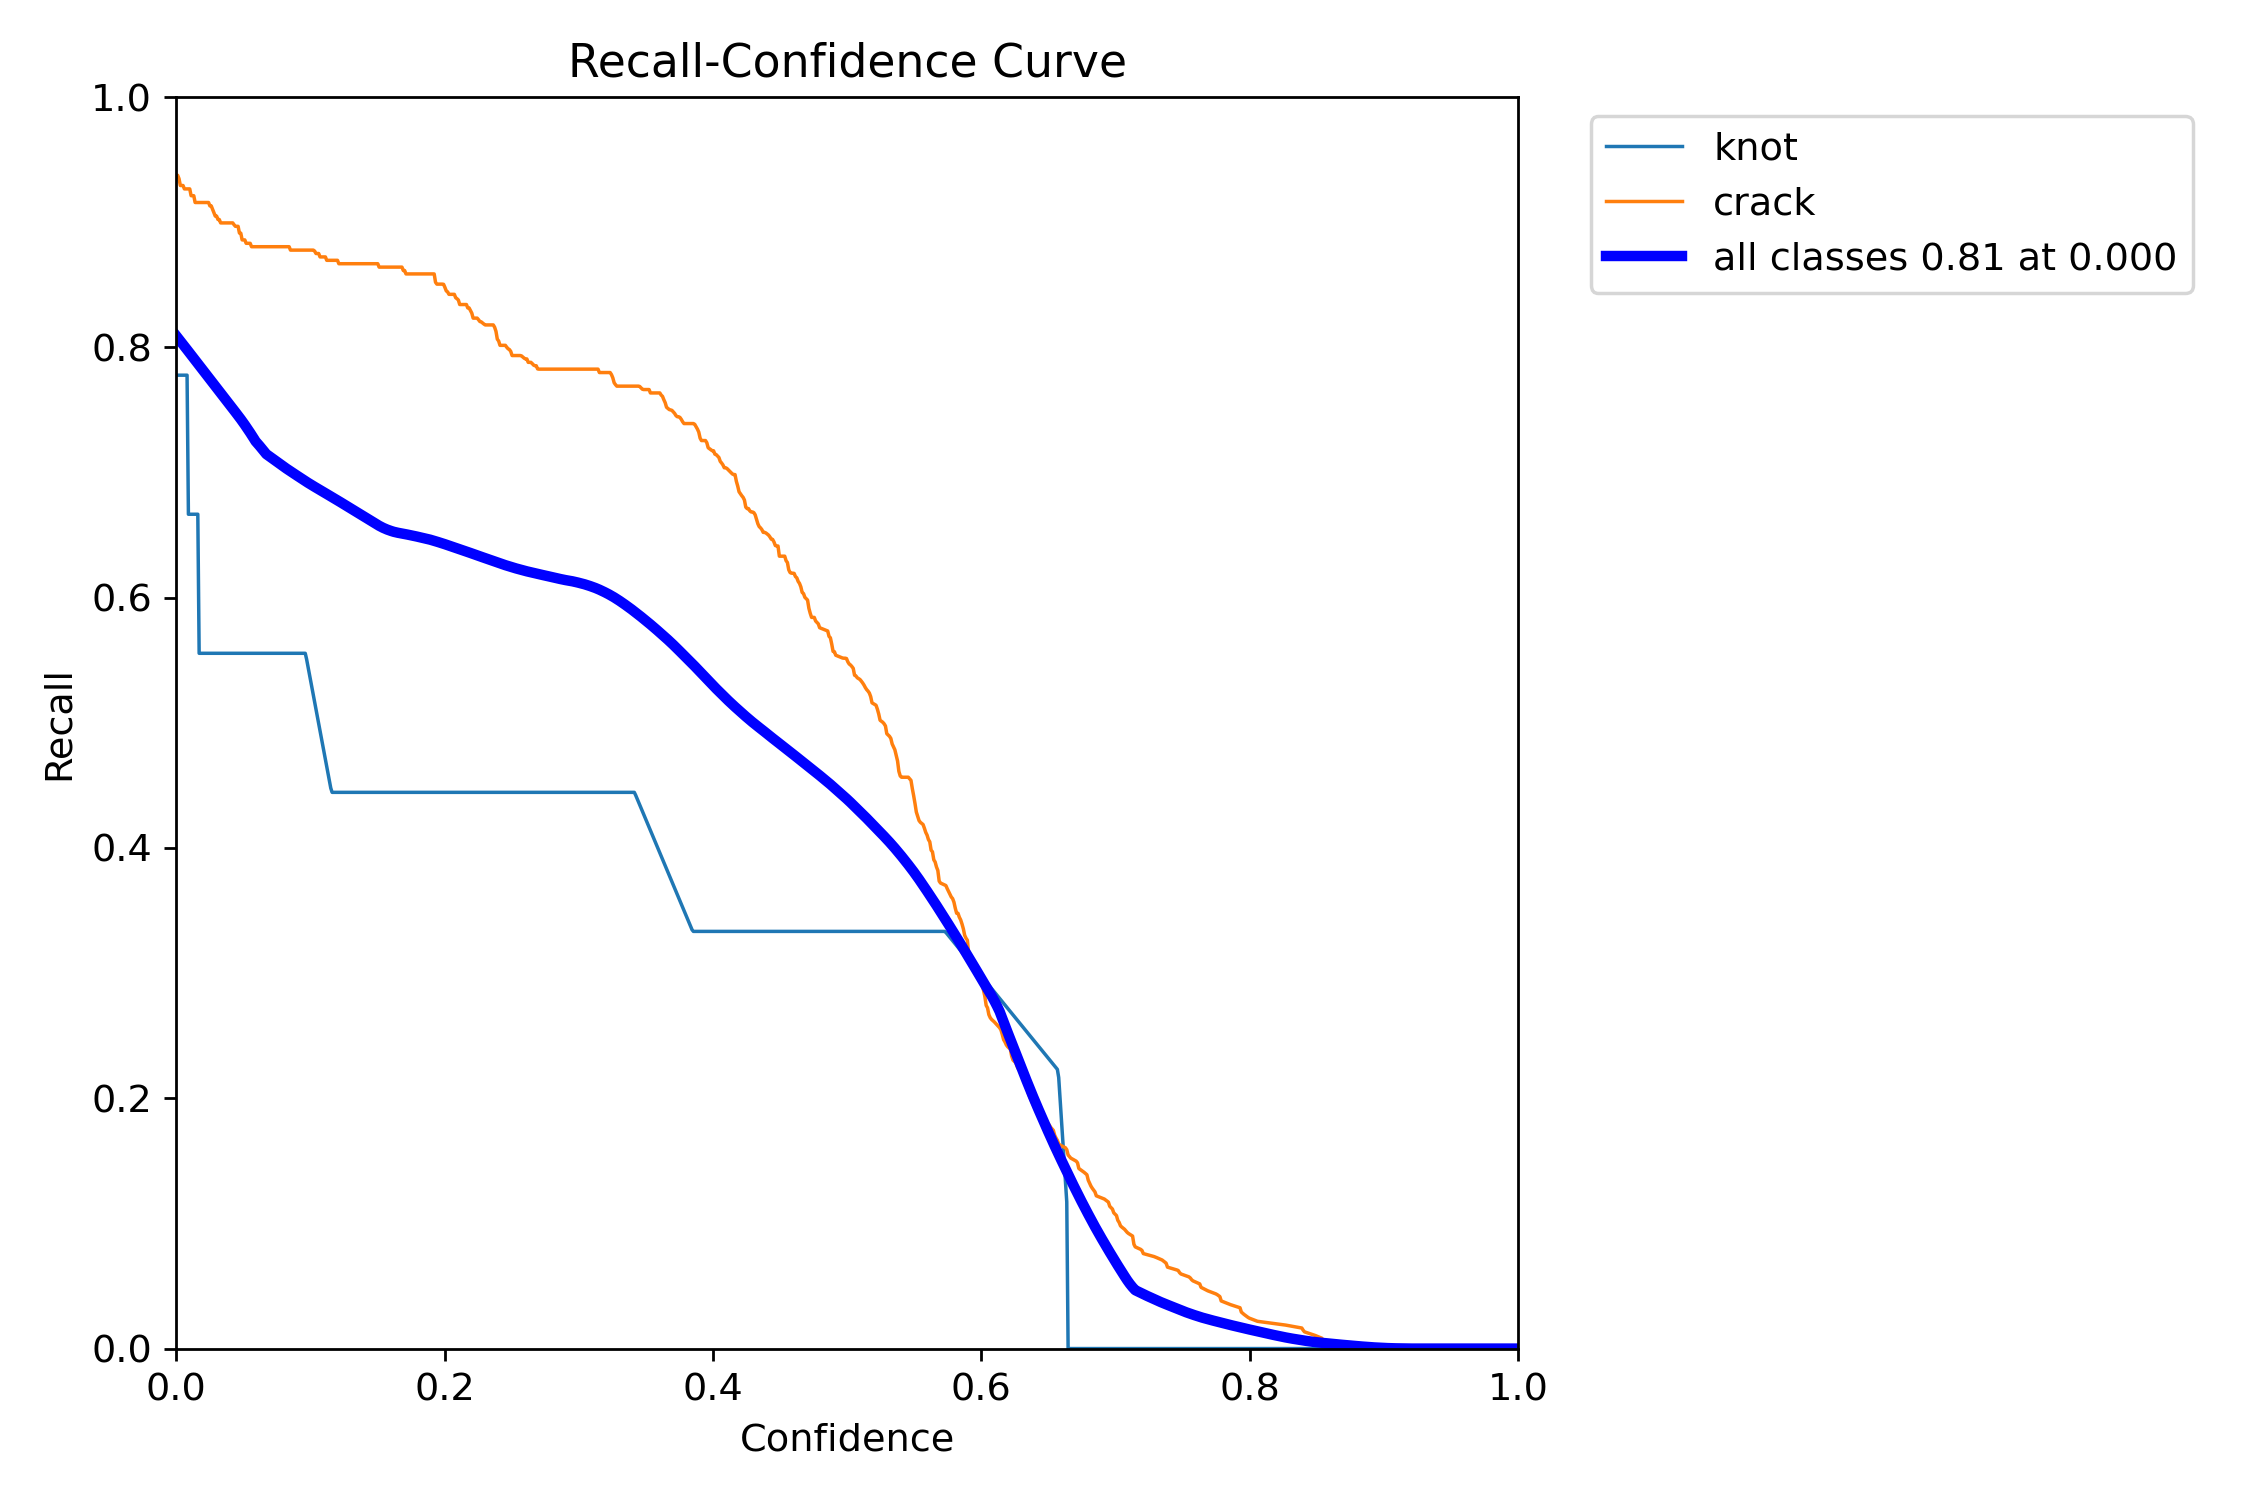 Recall-Confidence Curve
1.0
0.8
0.6
0.4
0.2
0.0
Recall
0.0 0.2 0.4 0.6 0.8 1.0
Confidence
knot
crack
all classes 0.81 at 0.000